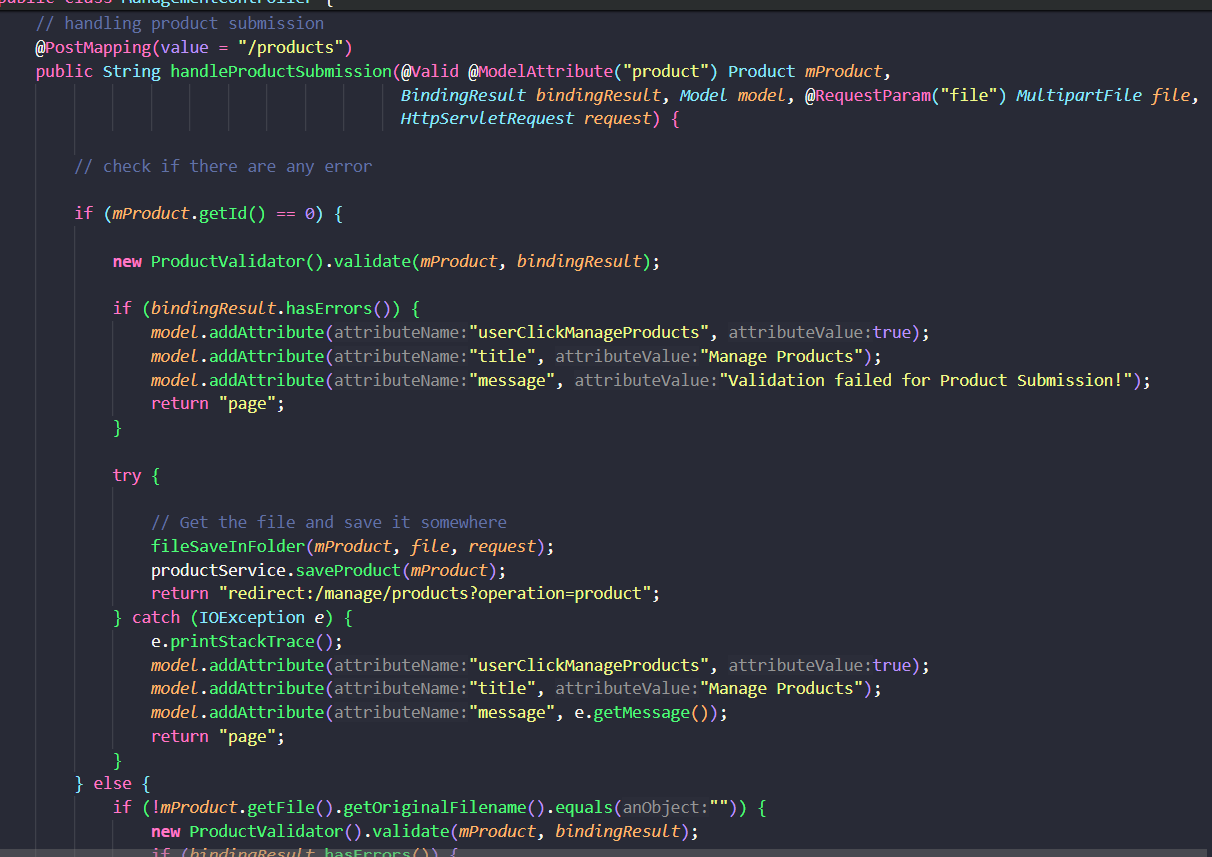 public class ManagementController {
// handling product submission
@PostMapping(value = "/products")
public String handleProductSubmission(@Valid @ModelAttribute("product") Product mProduct,
BindingResult bindingResult, Model model, @RequestParam("file") MultipartFile file,
HttpServletRequest request) {
// check if there are any error
if (mProduct.getId() == 0) {
new ProductValidator().validate(mProduct, bindingResult);
if (bindingResult.hasErrors()) {
model.addAttribute(attributeName:"userClickManageProducts", attributeValue:true);
model.addAttribute(attributeName:"title", attributeValue:"Manage Products");
model.addAttribute(attributeName:"message", attributeValue:"Validation failed for Product Submission!");
return "page";
}
try {
// Get the file and save it somewhere
fileSaveInFolder(mProduct, file, request);
productService.saveProduct(mProduct);
return "redirect:/manage/products?operation=product";
} catch (IOException e) {
e.printStackTrace();
model.addAttribute(attributeName:"userClickManageProducts", attributeValue:true);
model.addAttribute(attributeName:"title", attributeValue:"Manage Products");
model.addAttribute(attributeName:"message", e.getMessage());
return "page";
}
} else {
if (!mProduct.getFile().getOriginalFilename().equals(anObject:"")) {
new ProductValidator().validate(mProduct, bindingResult);
if (bindingResult.hasErrors()) {